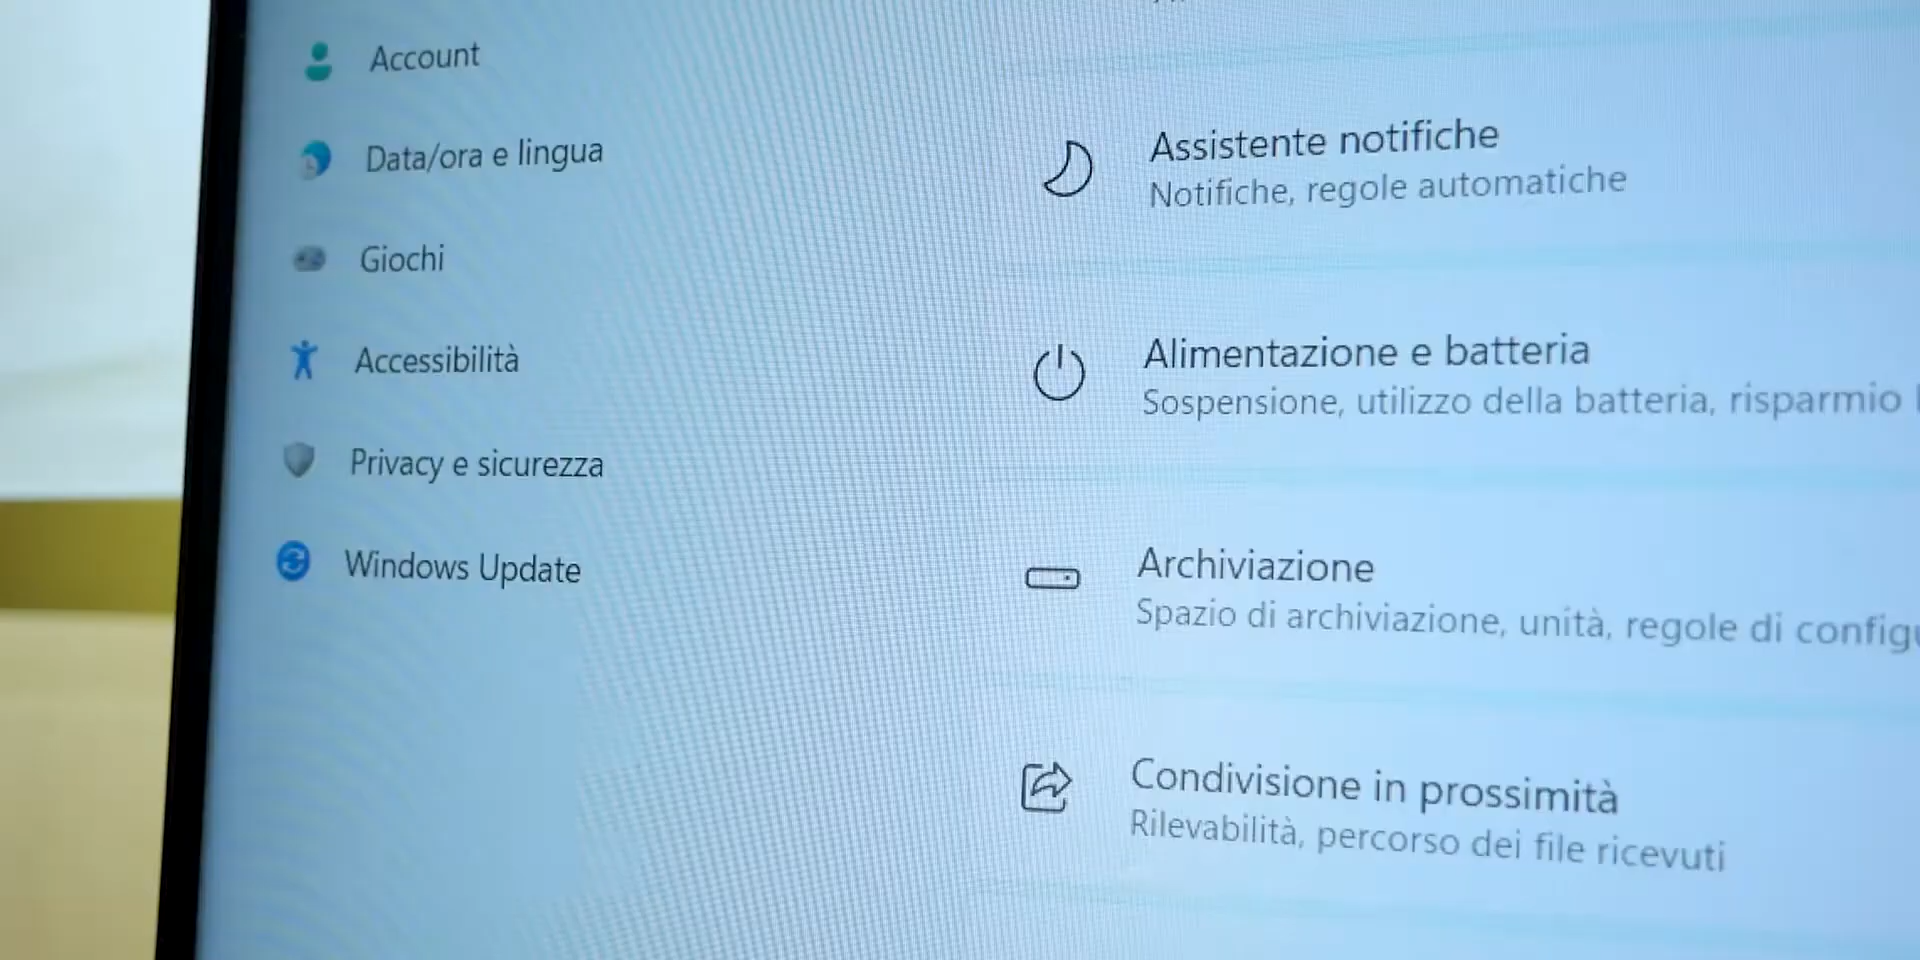 Account
Data/ora e lingua
Giochi
Accessibilità
Privacy e sicurezza
Windows Update
Assistente notifiche
Notifiche, regole automatiche
Alimentazione e batteria
Sospensione, utilizzo della batteria, risparmio
Archiviazione
Spazio di archiviazione, unità, regole di configu
Condivisione in prossimità
Rilevabilità, percorso dei file ricevuti